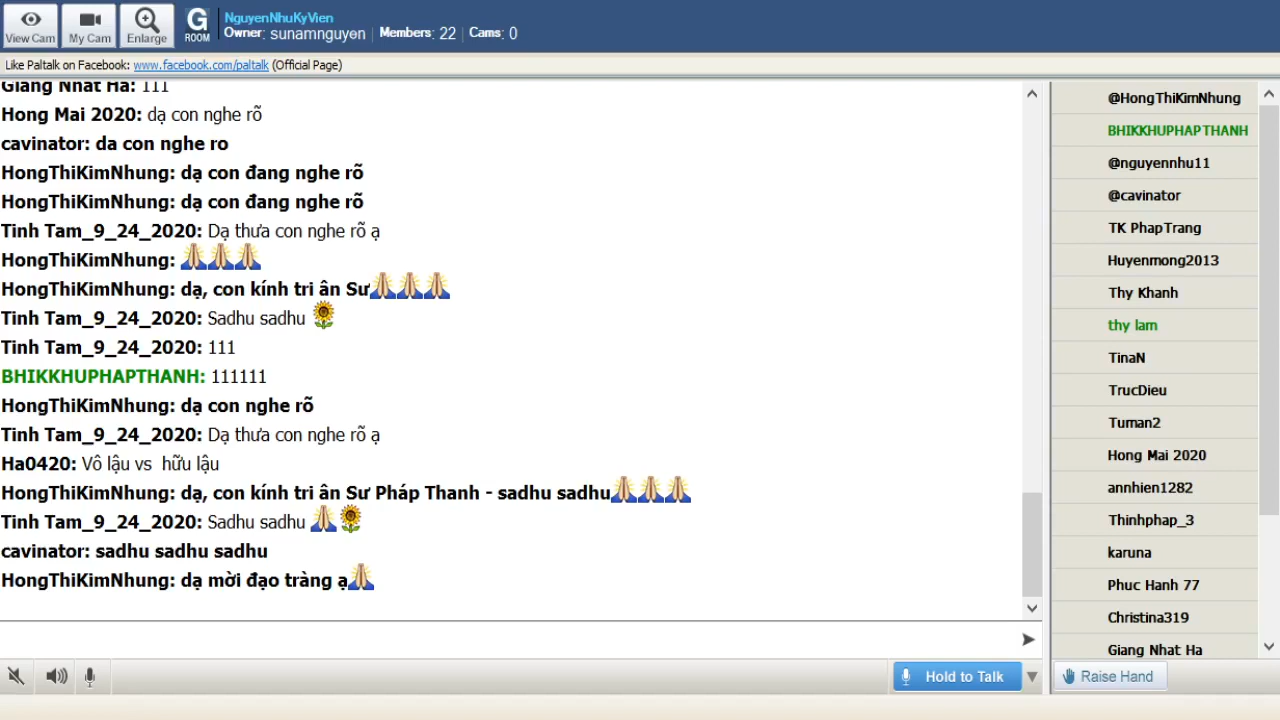 View Cam
My Cam
Enlarge
G
ROOM
NguyenNhuKyVien
Owner: sunamnguyen
Members: 22
Cams: 0
Like Paltalk on Facebook: www.facebook.com/paltalk (Official Page)
Giang Nhat Ha: 111
Hong Mai 2020: dạ con nghe rõ
cavinator: da con nghe ro
HongThiKimNhung: dạ con đang nghe rõ
HongThiKimNhung: dạ con đang nghe rõ
Tinh Tam_9_24_2020: Dạ thưa con nghe rõ ạ
HongThiKimNhung: 🙏🙏🙏
HongThiKimNhung: dạ, con kính tri ân Sư🙏🙏🙏
Tinh Tam_9_24_2020: Sadhu sadhu 🌻
Tinh Tam_9_24_2020: 111
BHIKKHUPHAPTHANH: 111111
HongThiKimNhung: dạ con nghe rõ
Tinh Tam_9_24_2020: Dạ thưa con nghe rõ ạ
Ha0420: Vô lậu vs  hữu lậu
HongThiKimNhung: dạ, con kính tri ân Sư Pháp Thanh - sadhu sadhu🙏🙏🙏
Tinh Tam_9_24_2020: Sadhu sadhu 🙏🌻
cavinator: sadhu sadhu sadhu
HongThiKimNhung: dạ mời đạo tràng ạ🙏
@HongThiKimNhung
BHIKKHUPHAPTHANH
@nguyennhu11
@cavinator
TK PhapTrang
Huyenmong2013
Thy Khanh
thy lam
TinaN
TrucDieu
Tuman2
Hong Mai 2020
annhien1282
Thinhphap_3
karuna
Phuc Hanh 77
Christina319
Giang Nhat Ha
Hold to Talk
Raise Hand